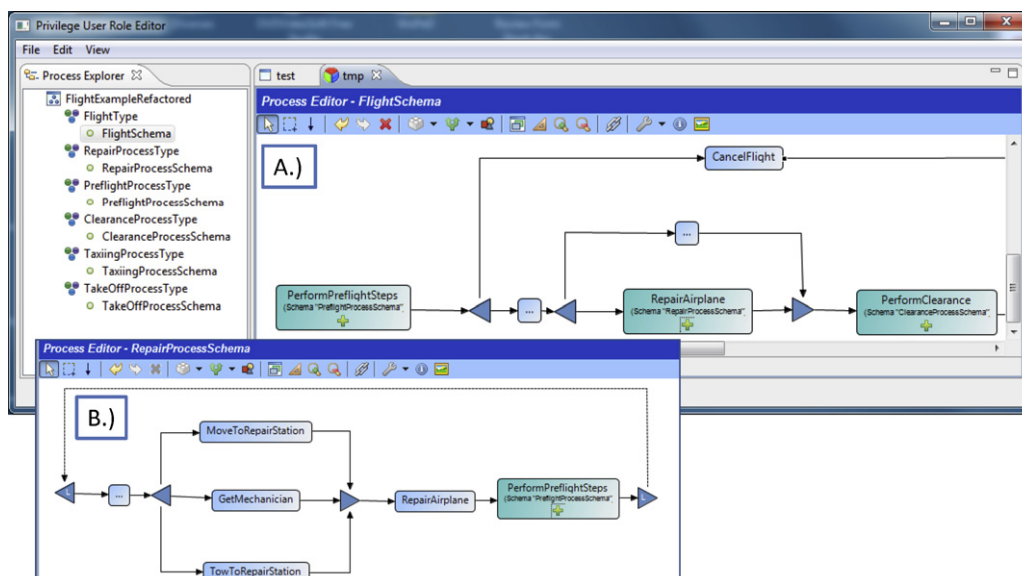 Privilege User Role Editor
File Edit View
Process Explorer
FlightExampleRefactored
FlightType
FlightSchema
RepairProcessType
RepairProcessSchema
PreflightProcessType
PreflightProcessSchema
ClearanceProcessType
ClearanceProcessSchema
TaxiingProcessType
TaxiingProcessSchema
TakeOffProcessType
TakeOffProcessSchema
test tmp
Process Editor - FlightSchema
A.)
CancelFlight
...
PerformPreflightSteps
(Schema "PreflightProcessSchema",
...
RepairAirplane
(Schema "RepairProcessSchema",
PerformClearance
(Schema "ClearanceProcessSchema",
Process Editor - RepairProcessSchema
B.)
MoveToRepairStation
L
...
GetMechanician
RepairAirplane
PerformPreflightSteps
(Schema "PreflightProcessSchema",
L
TowToRepairStation